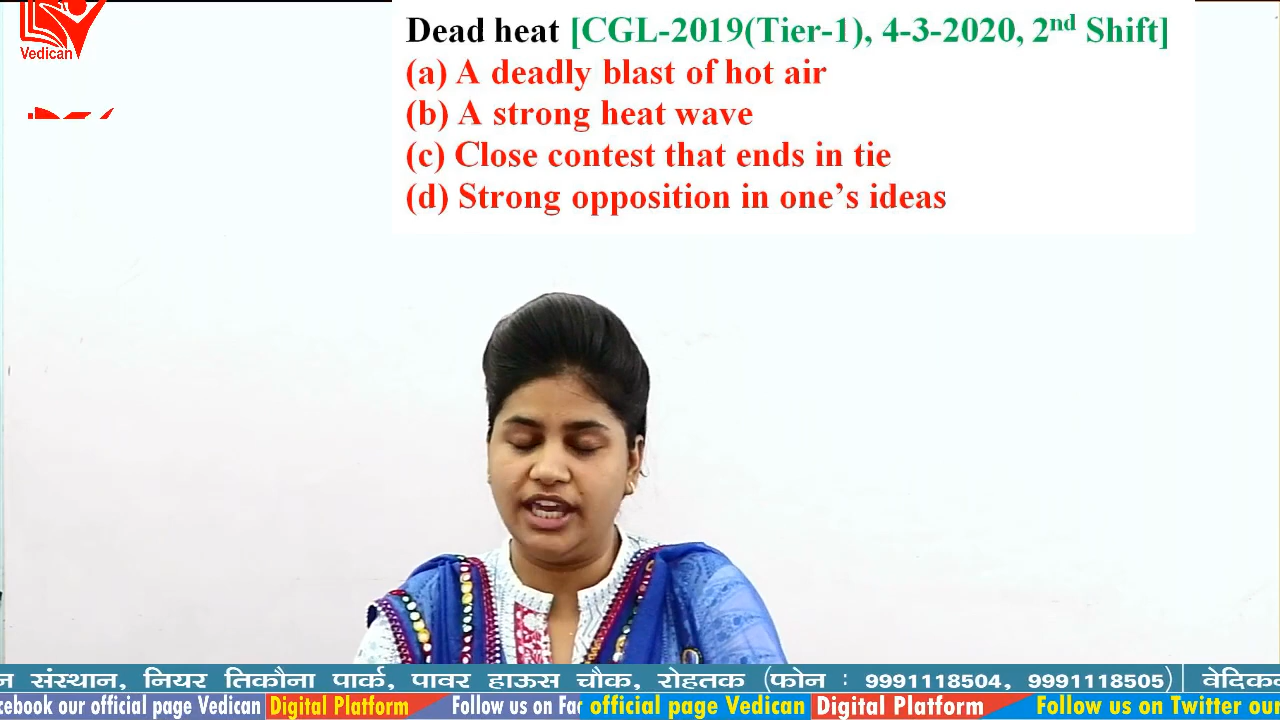 Vedican
Dead heat [CGL-2019(Tier-1), 4-3-2020, 2nd Shift]
(a) A deadly blast of hot air
(b) A strong heat wave
(c) Close contest that ends in tie
(d) Strong opposition in one's ideas
न संस्थान, नियर तिकौना पार्क, पावर हाऊस चौक, रोहतक (फोन : 9991118504, 9991118505)| वेदिक
cebook our official page Vedican Digital Platform Follow us on Fac official page Vedican Digital Platform Follow us on Twitter our